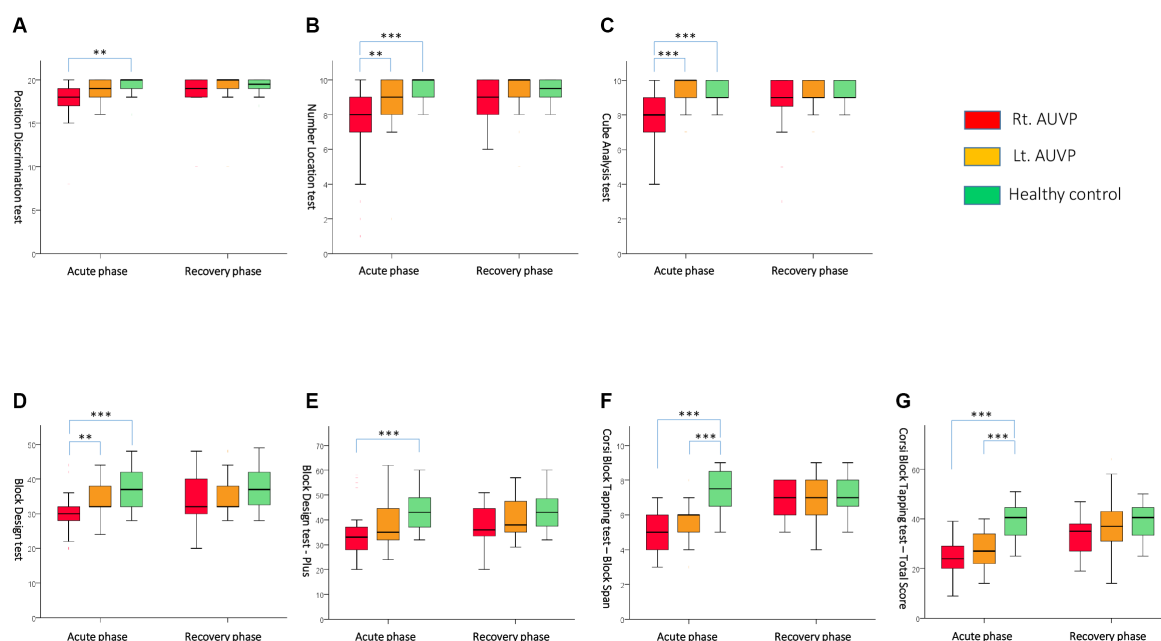 A
Position Discrimination test
20
15
10
5
0
**
Acute phase
Recovery phase
B
Number Location test
10
8
6
4
2
0
***
**
Acute phase
Recovery phase
C
Cube Analysis test
10
8
6
4
2
0
***
***
Acute phase
Recovery phase
Rt. AUVP
Lt. AUVP
Healthy control
D
Block Design test
50
40
30
20
10
0
***
**
Acute phase
Recovery phase
E
Block Design test - Plus
70
60
50
40
30
20
10
0
***
Acute phase
Recovery phase
F
Corsi Block Tapping test – Block Span
10
8
6
4
2
0
***
***
Acute phase
Recovery phase
G
Corsi Block Tapping test – Total Score
60
40
20
0
***
***
Acute phase
Recovery phase